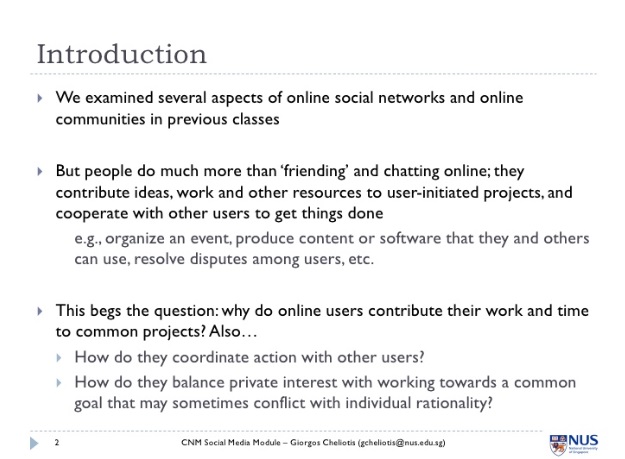 Introduction
We examined several aspects of online social networks and online
communities in previous classes
But people do much more than ‘friending’ and chatting online; they
contribute ideas, work and other resources to user-initiated projects, and
cooperate with other users to get things done
e.g., organize an event, produce content or software that they and others
can use, resolve disputes among users, etc.
This begs the question: why do online users contribute their work and time
to common projects? Also…
How do they coordinate action with other users?
How do they balance private interest with working towards a common
goal that may sometimes conflict with individual rationality?
2
CNM Social Media Module – Giorgos Cheliotis (gcheliotis@nus.edu.sg)
NUS
National University
of Singapore